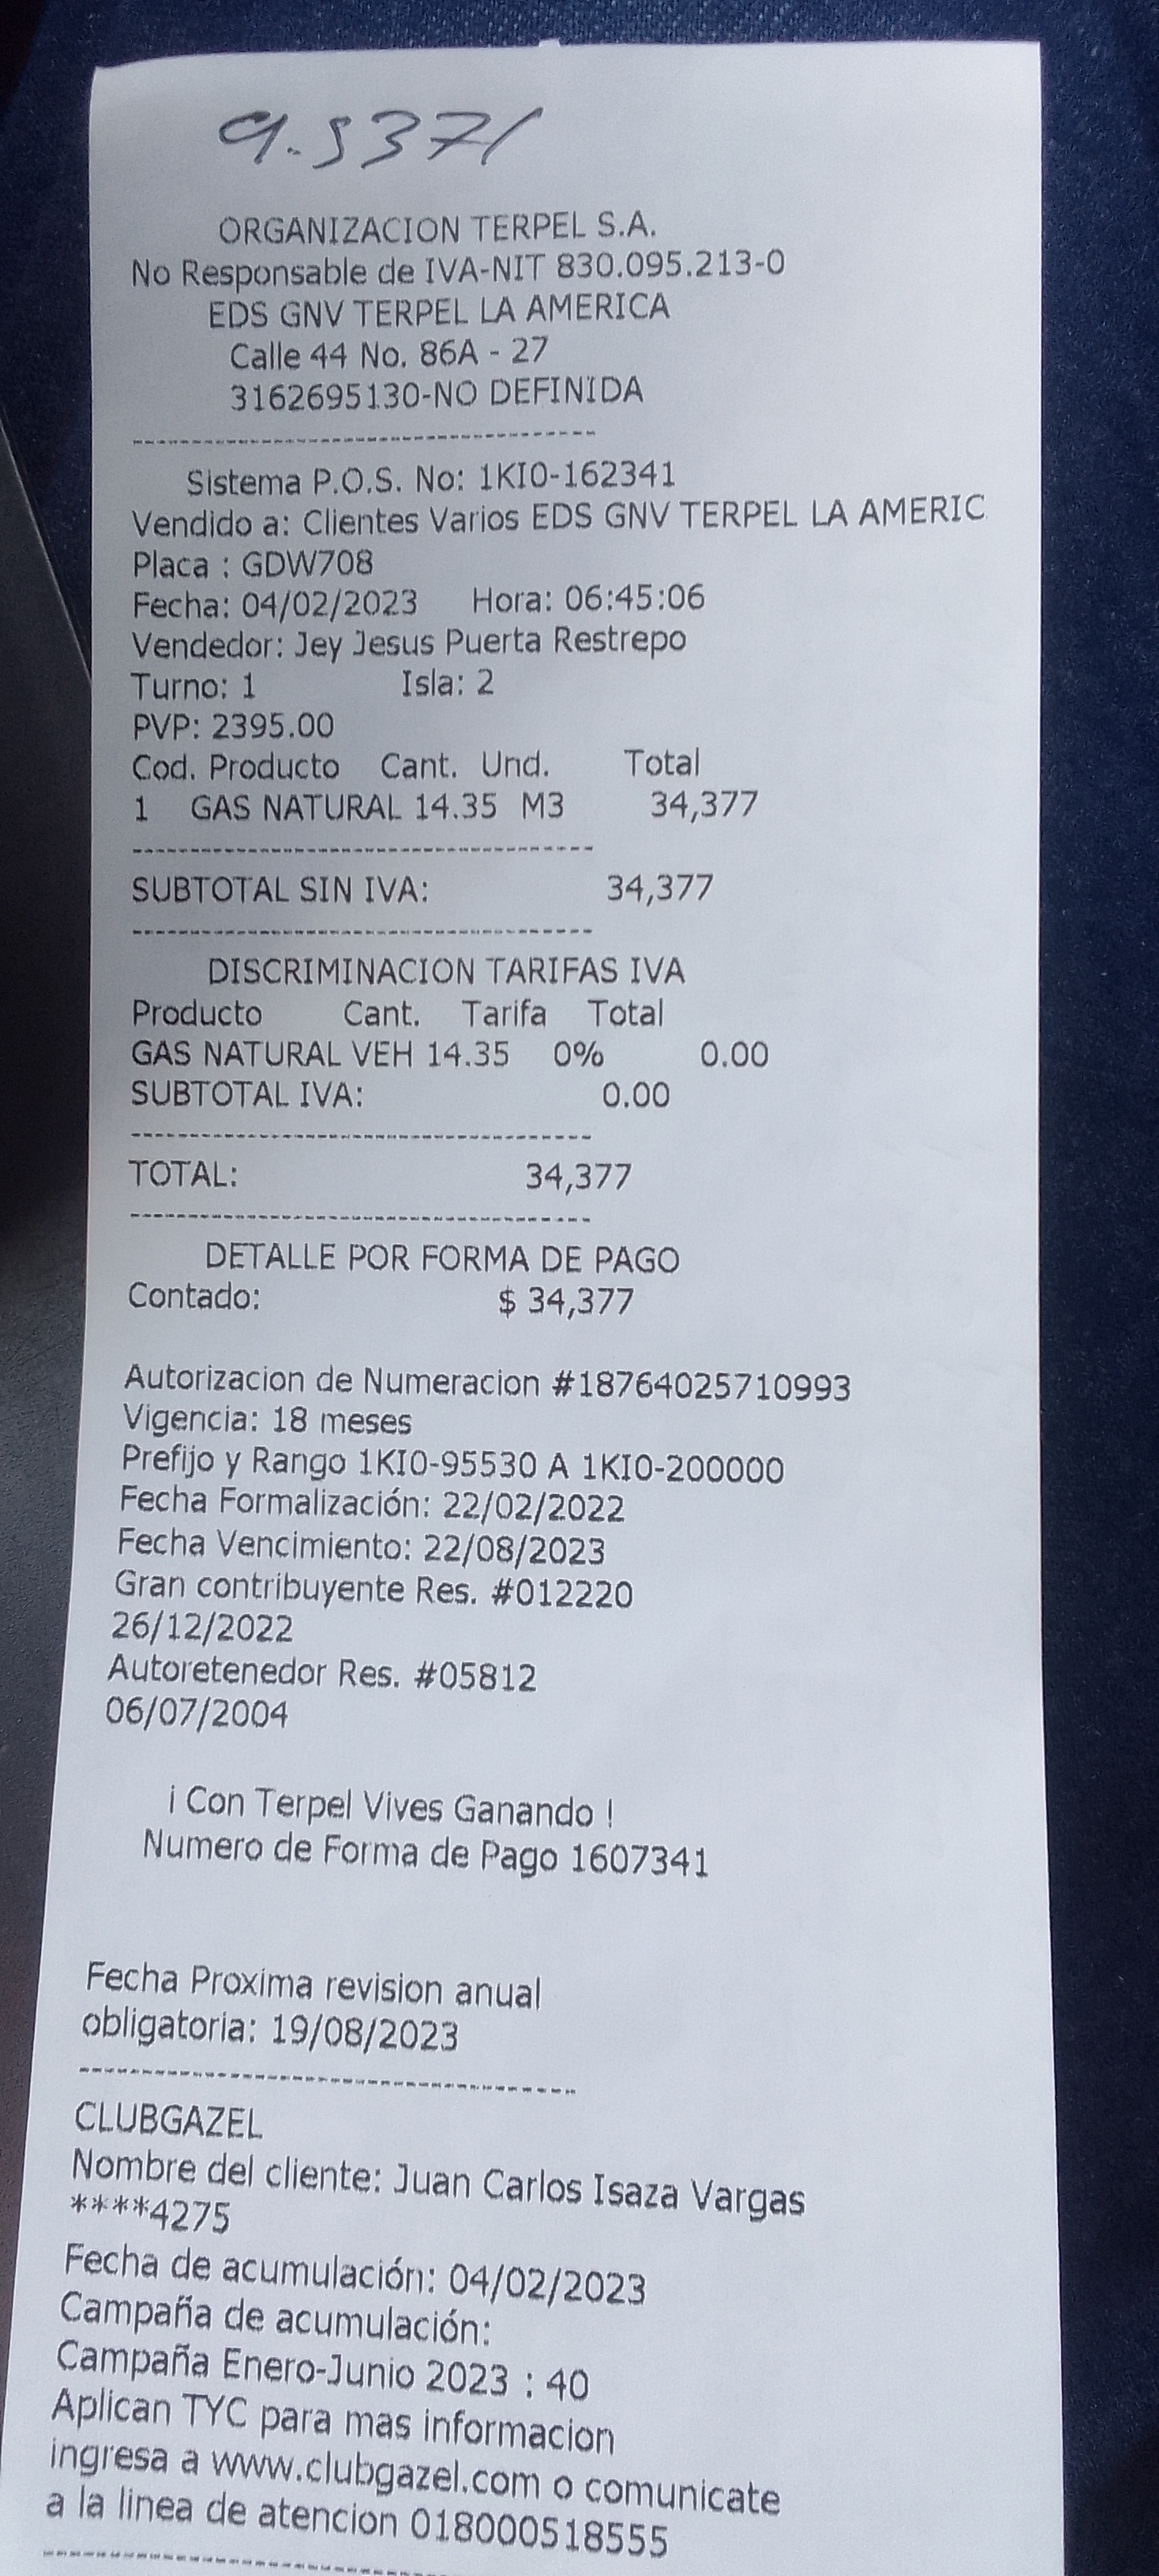 9.5371
ORGANIZACION TERPEL S.A.
No Responsable de IVA-NIT 830.095.213-0
EDS GNV TERPEL LA AMERICA
Calle 44 No. 86A - 27
3162695130-NO DEFINIDA
Sistema P.O.S. No: 1KI0-162341
Vendido a: Clientes Varios EDS GNV TERPEL LA AMERIC
Placa : GDW708
Fecha: 04/02/2023 Hora: 06:45:06
Vendedor: Jey Jesus Puerta Restrepo
Turno: 1 Isla: 2
PVP: 2395.00
Cod. Producto Cant. Und. Total
1 GAS NATURAL 14.35 M3 34,377
SUBTOTAL SIN IVA: 34,377
DISCRIMINACION TARIFAS IVA
Producto Cant. Tarifa Total
GAS NATURAL VEH 14.35 0% 0.00
SUBTOTAL IVA: 0.00
TOTAL: 34,377
DETALLE POR FORMA DE PAGO
Contado: $ 34,377
Autorizacion de Numeracion #18764025710993
Vigencia: 18 meses
Prefijo y Rango 1KI0-95530 A 1KI0-200000
Fecha Formalización: 22/02/2022
Fecha Vencimiento: 22/08/2023
Gran contribuyente Res. #012220
26/12/2022
Autoretenedor Res. #05812
06/07/2004
¡ Con Terpel Vives Ganando !
Numero de Forma de Pago 1607341
Fecha Proxima revision anual
obligatoria: 19/08/2023
CLUBGAZEL
Nombre del cliente: Juan Carlos Isaza Vargas
****4275
Fecha de acumulación: 04/02/2023
Campaña de acumulación:
Campaña Enero-Junio 2023 : 40
Aplican TYC para mas informacion
ingresa a www.clubgazel.com o comunicate
a la linea de atencion 018000518555